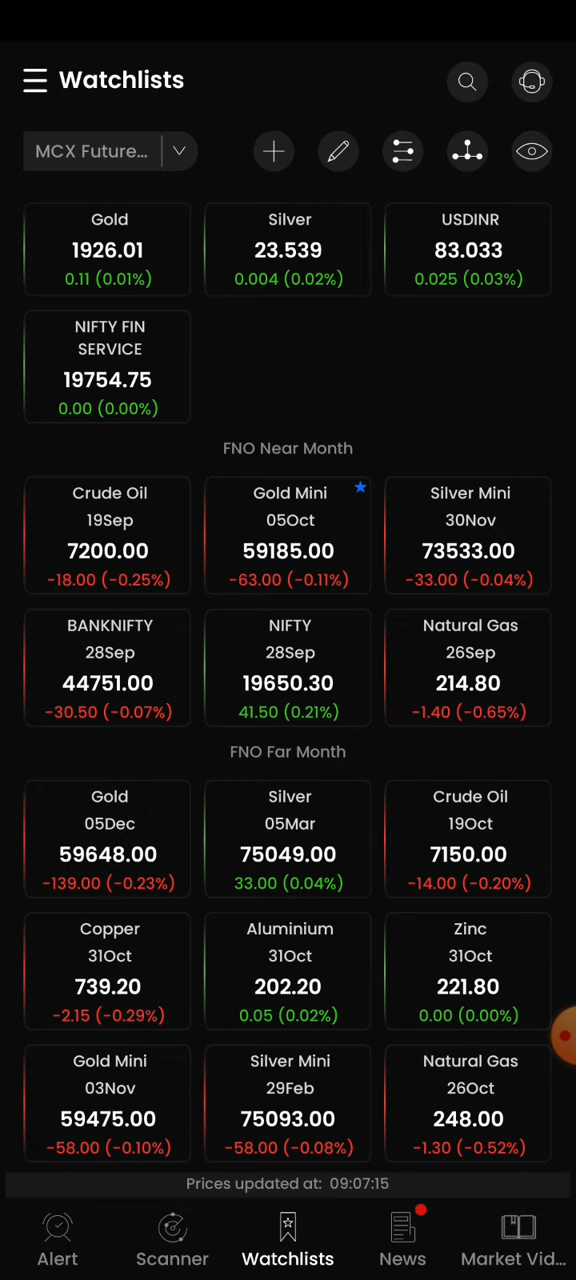 Watchlists
MCX Future...
Gold Silver USDINR
1926.01 23.539 83.033
0.11 (0.01%) 0.004 (0.02%) 0.025 (0.03%)
NIFTY FIN
SERVICE
19754.75
0.00 (0.00%)
FNO Near Month
Crude Oil Gold Mini Silver Mini
19Sep 05Oct 30Nov
7200.00 59185.00 73533.00
-18.00 (-0.25%) -63.00 (-0.11%) -33.00 (-0.04%)
BANKNIFTY NIFTY Natural Gas
28Sep 28Sep 26Sep
44751.00 19650.30 214.80
-30.50 (-0.07%) 41.50 (0.21%) -1.40 (-0.65%)
FNO Far Month
Gold Silver Crude Oil
05Dec 05Mar 19Oct
59648.00 75049.00 7150.00
-139.00 (-0.23%) 33.00 (0.04%) -14.00 (-0.20%)
Copper Aluminium Zinc
31Oct 31Oct 31Oct
739.20 202.20 221.80
-2.15 (-0.29%) 0.05 (0.02%) 0.00 (0.00%)
Gold Mini Silver Mini Natural Gas
03Nov 29Feb 26Oct
59475.00 75093.00 248.00
-58.00 (-0.10%) -58.00 (-0.08%) -1.30 (-0.52%)
Prices updated at: 09:07:15
Alert Scanner Watchlists News Market Vid...